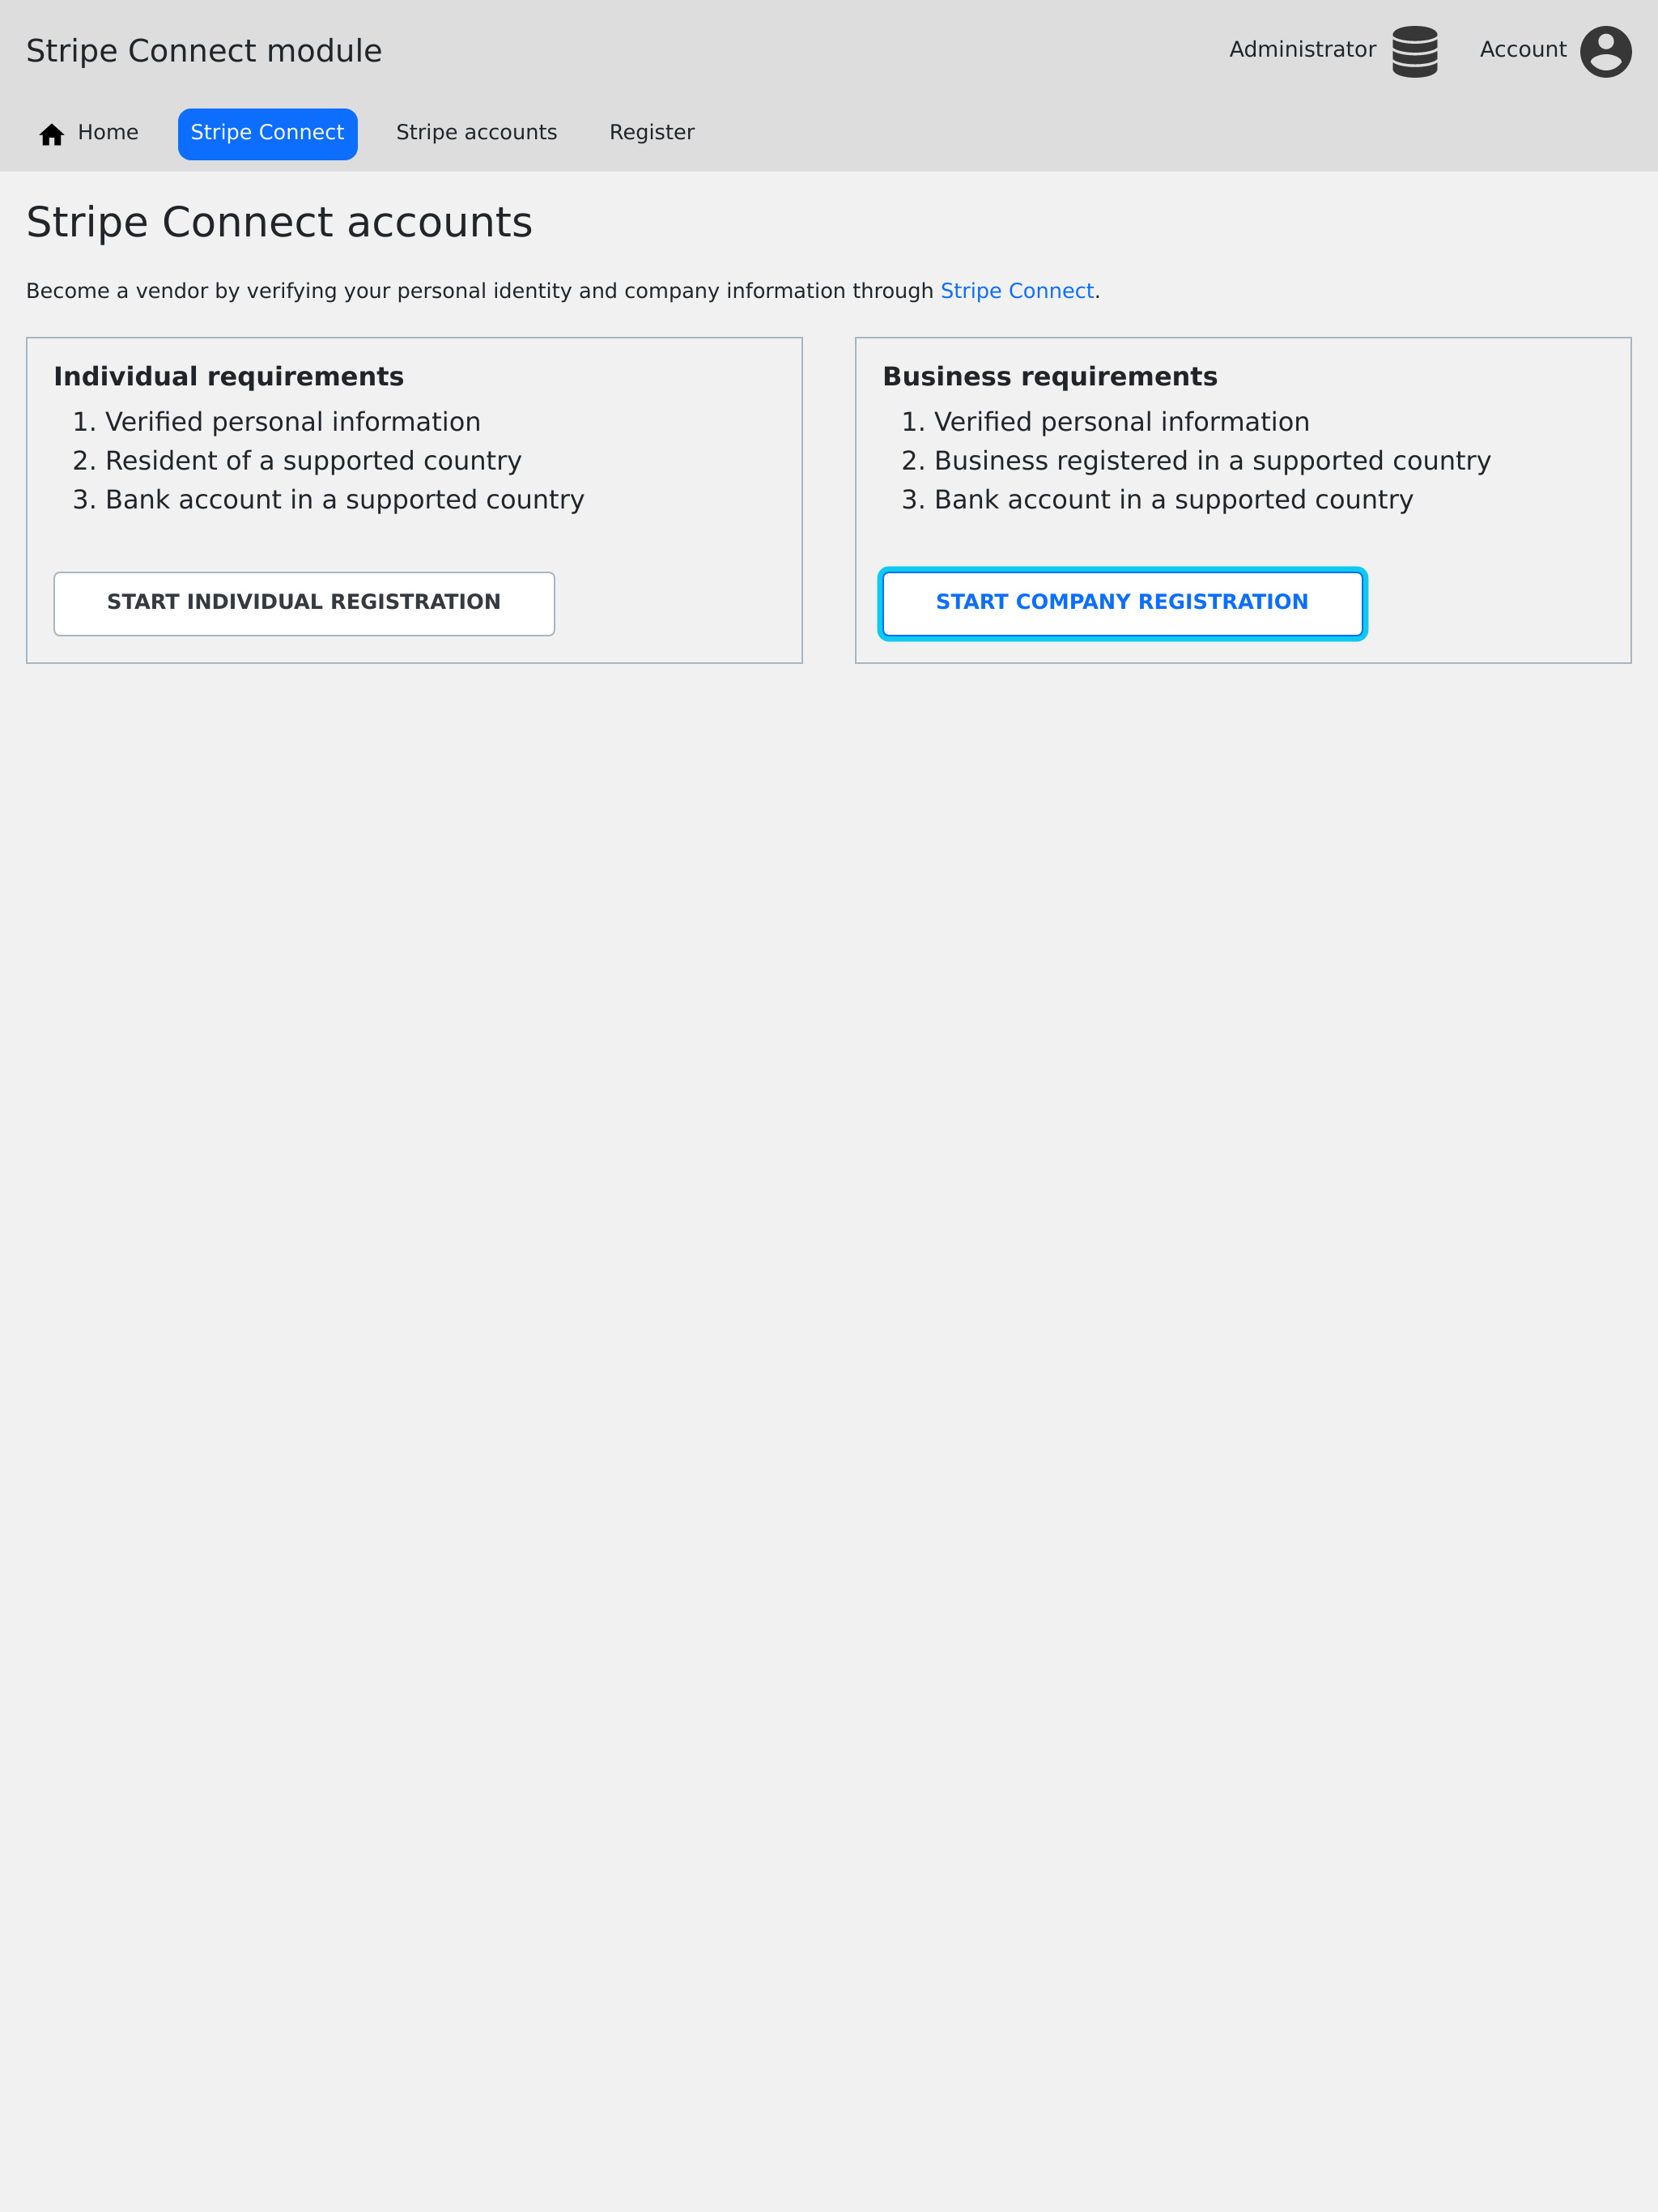 Stripe Connect module
Administrator
Account
Home
Stripe Connect
Stripe accounts
Register
Stripe Connect accounts
Become a vendor by verifying your personal identity and company information through Stripe Connect.
Individual requirements
1. Verified personal information
2. Resident of a supported country
3. Bank account in a supported country
START INDIVIDUAL REGISTRATION
Business requirements
1. Verified personal information
2. Business registered in a supported country
3. Bank account in a supported country
START COMPANY REGISTRATION